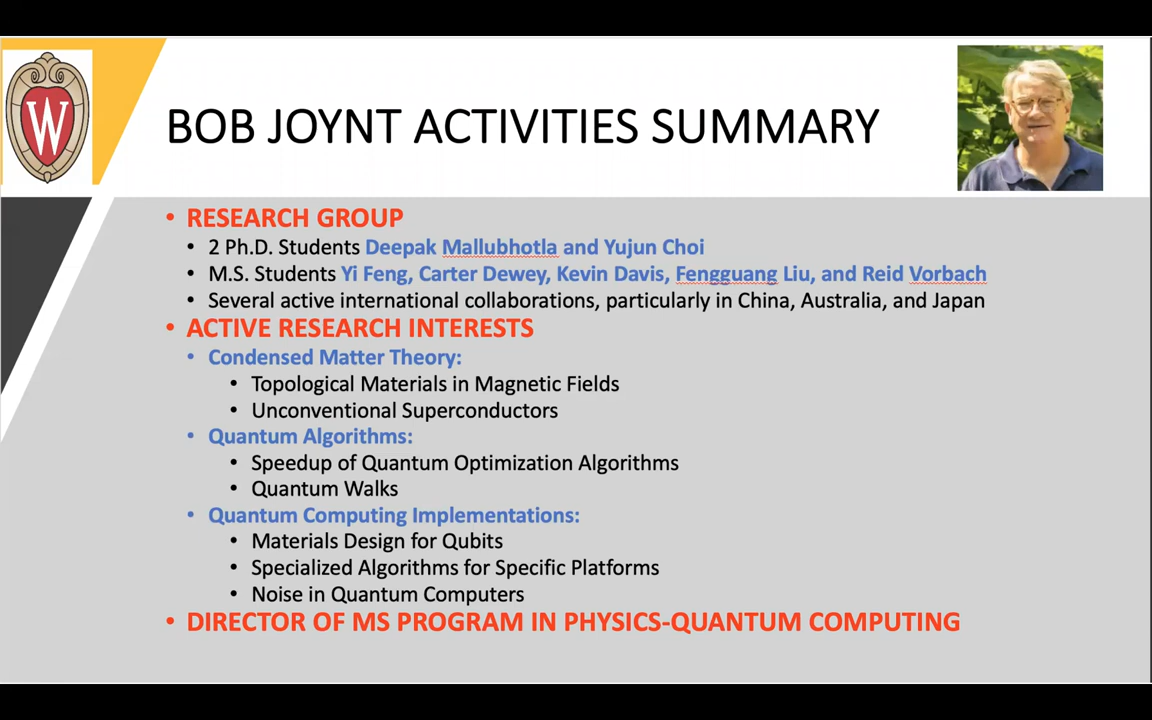 W
BOB JOYNT ACTIVITIES SUMMARY
• RESEARCH GROUP
• 2 Ph.D. Students Deepak Mallubhotla and Yujun Choi
• M.S. Students Yi Feng, Carter Dewey, Kevin Davis, Fengguang Liu, and Reid Vorbach
• Several active international collaborations, particularly in China, Australia, and Japan
• ACTIVE RESEARCH INTERESTS
• Condensed Matter Theory:
• Topological Materials in Magnetic Fields
• Unconventional Superconductors
• Quantum Algorithms:
• Speedup of Quantum Optimization Algorithms
• Quantum Walks
• Quantum Computing Implementations:
• Materials Design for Qubits
• Specialized Algorithms for Specific Platforms
• Noise in Quantum Computers
• DIRECTOR OF MS PROGRAM IN PHYSICS-QUANTUM COMPUTING